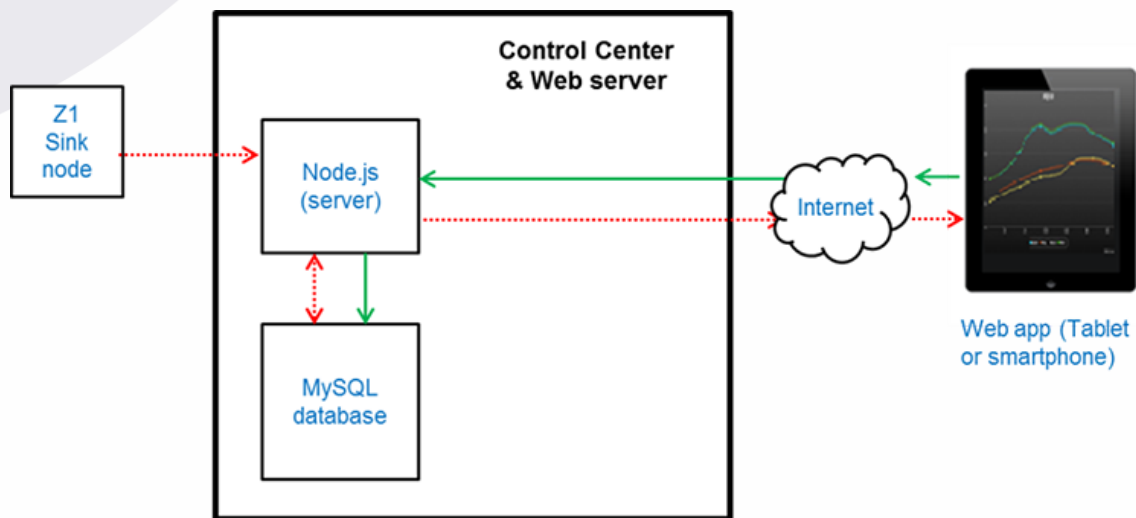 Control Center
& Web server
Z1
Sink
node
Node.js
(server)
Internet
MySQL
database
Web app (Tablet
or smartphone)